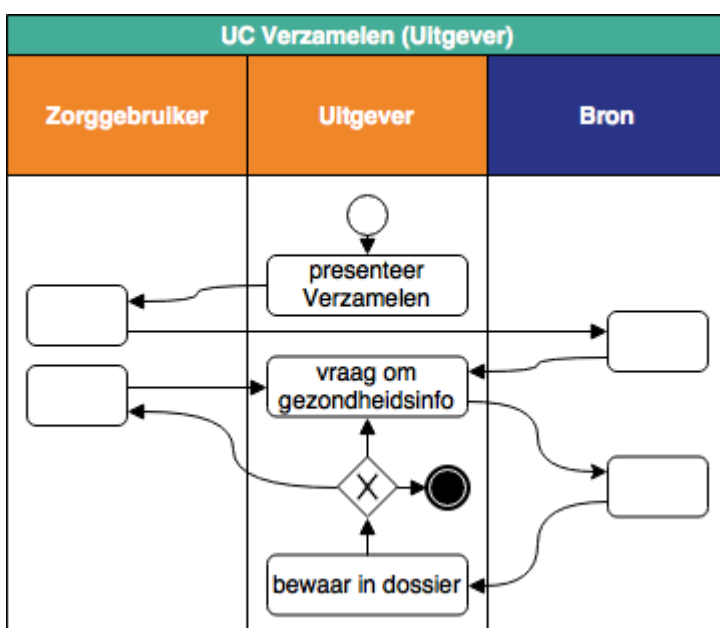 UC Verzamelen (Uitgever)
Zorggebruiker
Uitgever
Bron
presenteer
Verzamelen
vraag om
gezondheidsinfo
X
bewaar in dossier